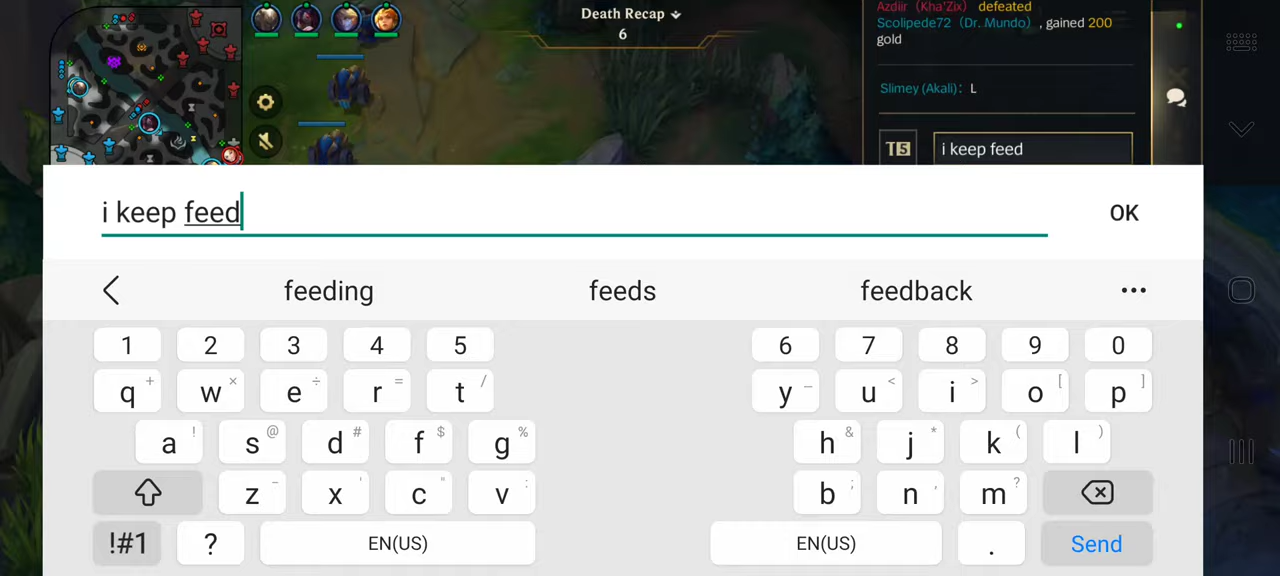 Death Recap
6
Azdiir (Kha'Zix) defeated
Scolipede72 (Dr. Mundo) , gained 200
gold
Slimey (Akali): L
T5 i keep feed
i keep feed
OK
feeding feeds feedback ...
1 2 3 4 5 6 7 8 9 0
q + w × e ÷ r = t / y _ u < i > o [ p ]
a ! s @ d # f $ g % h & j * k ( l )
z - x ' c " v : b ; n , m ?
!#1 ? EN(US) EN(US) . Send